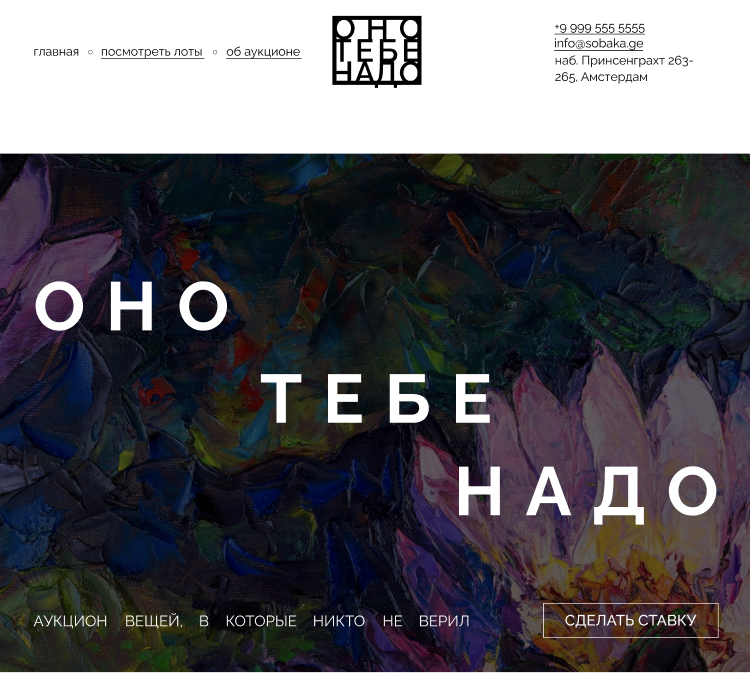 главная ○ посмотреть лоты ○ об аукционе
ОНО
ТЕБЕ
НАДО
+9 999 555 5555
info@sobaka.ge
наб. Принсенграхт 263-
265, Амстердам
ОНО
ТЕБЕ
НАДО
АУКЦИОН ВЕЩЕЙ, В КОТОРЫЕ НИКТО НЕ ВЕРИЛ
СДЕЛАТЬ СТАВКУ